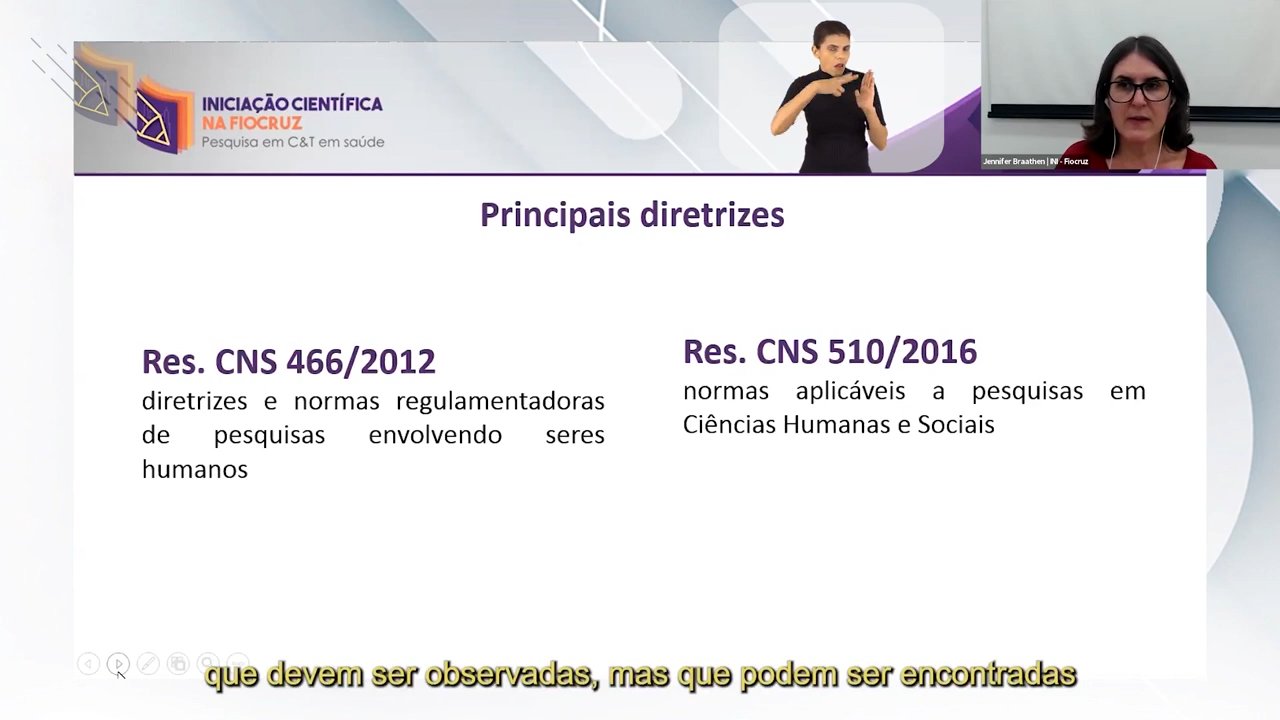 INICIAÇÃO CIENTÍFICA
NA FIOCRUZ
Pesquisa em C&T em saúde
Jennifer Braathen | INI - Fiocruz
Principais diretrizes
Res. CNS 466/2012
diretrizes e normas regulamentadoras
de pesquisas envolvendo seres
humanos
Res. CNS 510/2016
normas aplicáveis a pesquisas em
Ciências Humanas e Sociais
que devem ser observadas, mas que podem ser encontradas